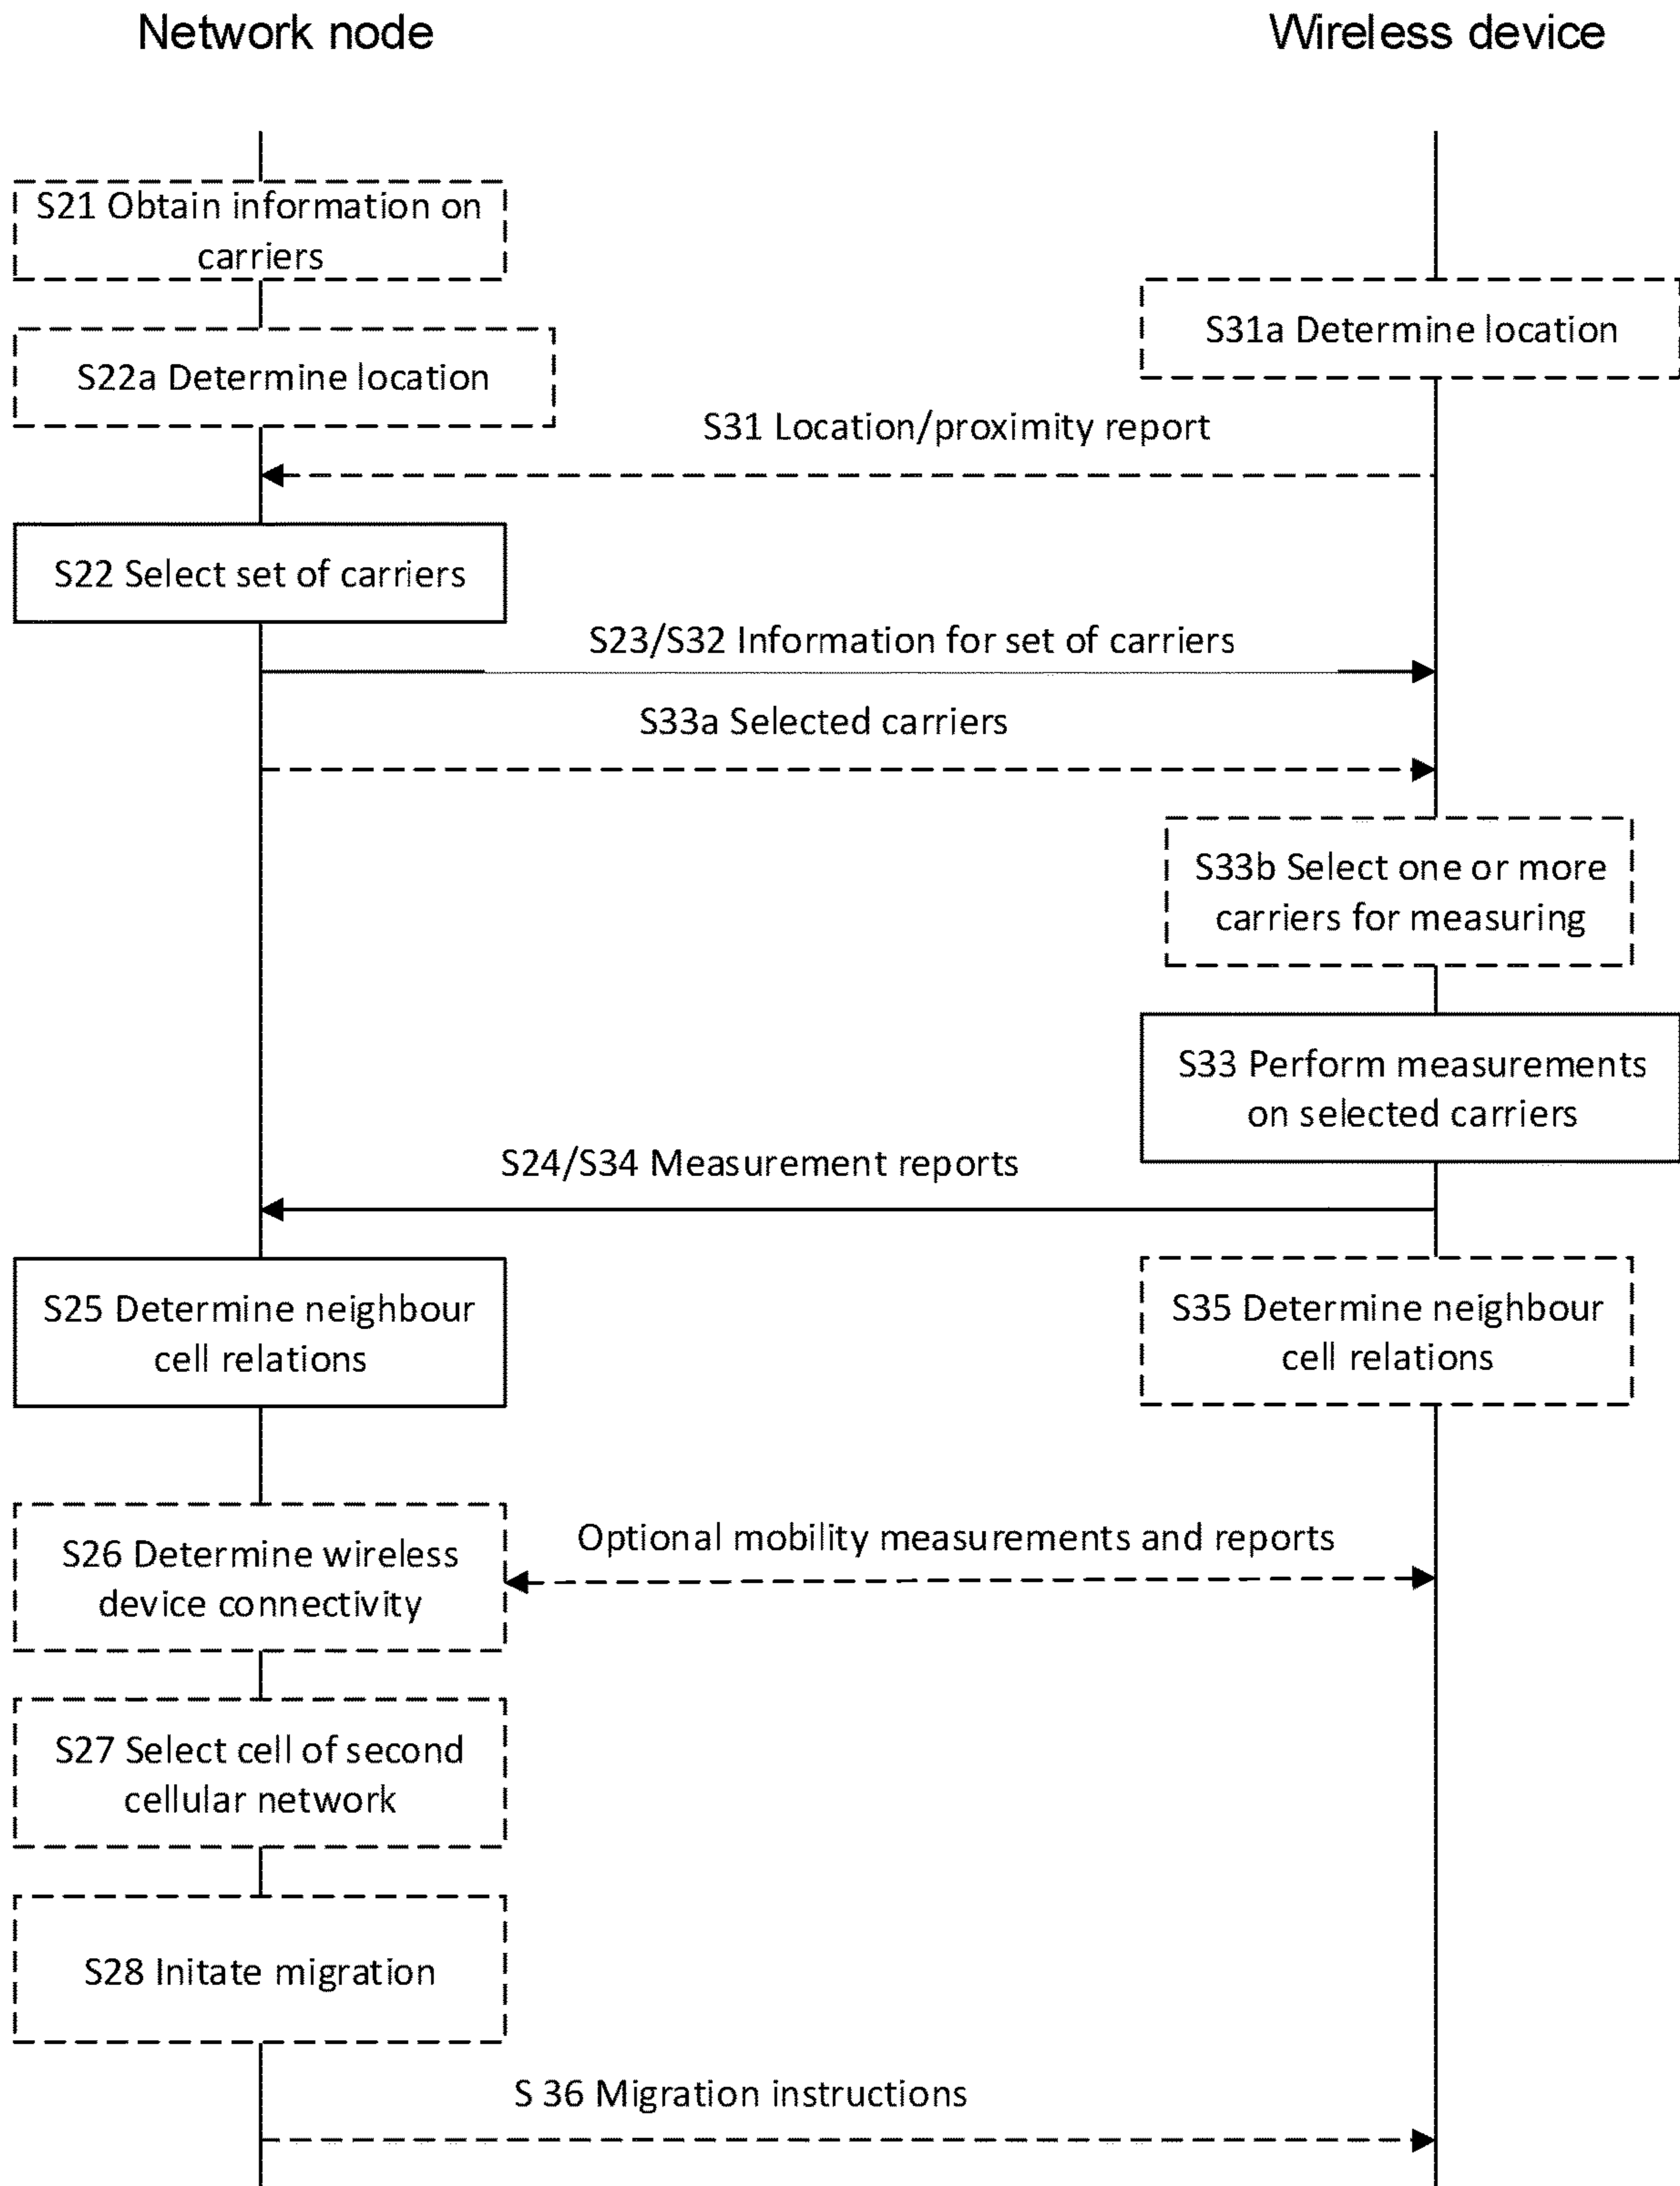 Network node
Wireless device
S21 Obtain information on
carriers
S31a Determine location
S22a Determine location
S31 Location/proximity report
S22 Select set of carriers
S23/S32 Information for set of carriers
S33a Selected carriers
S33b Select one or more
carriers for measuring
S33 Perform measurements
on selected carriers
S24/S34 Measurement reports
S25 Determine neighbour
cell relations
S35 Determine neighbour
cell relations
S26 Determine wireless
device connectivity
Optional mobility measurements and reports
S27 Select cell of second
cellular network
S28 Initate migration
S 36 Migration instructions